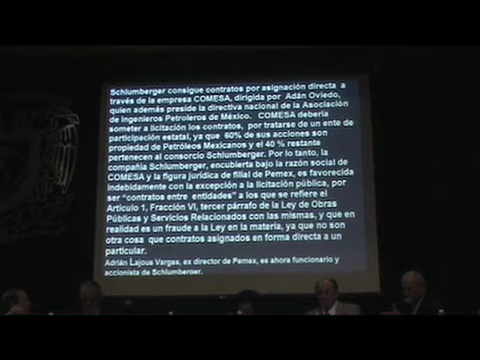 Schlumberger consigue contratos por asignación directa a
través de la empresa COMESA, dirigida por Adán Oviedo,
quien además preside la directiva nacional de la Asociación
de Ingenieros Petroleros de México. COMESA debería
someter a licitación los contratos, por tratarse de un ente de
participación estatal, ya que 60% de sus acciones son
propiedad de Petróleos Mexicanos y el 40 % restante
pertenecen al consorcio Schlumberger. Por lo tanto, la
compañía Schlumberger, encubierta bajo la razón social de
COMESA y la figura jurídica de filial de Pemex, es favorecida
indebidamente con la excepción a la licitación pública, por
ser “contratos entre entidades” a los que se refiere el
Artículo 1, Fracción VI, tercer párrafo de la Ley de Obras
Públicas y Servicios Relacionados con las mismas, y que en
realidad es un fraude a la Ley en la materia, ya que no son
otra cosa que contratos asignados en forma directa a un
particular.
Adrián Lajous Vargas, ex director de Pemex, es ahora funcionario y
accionista de Schlumberger.